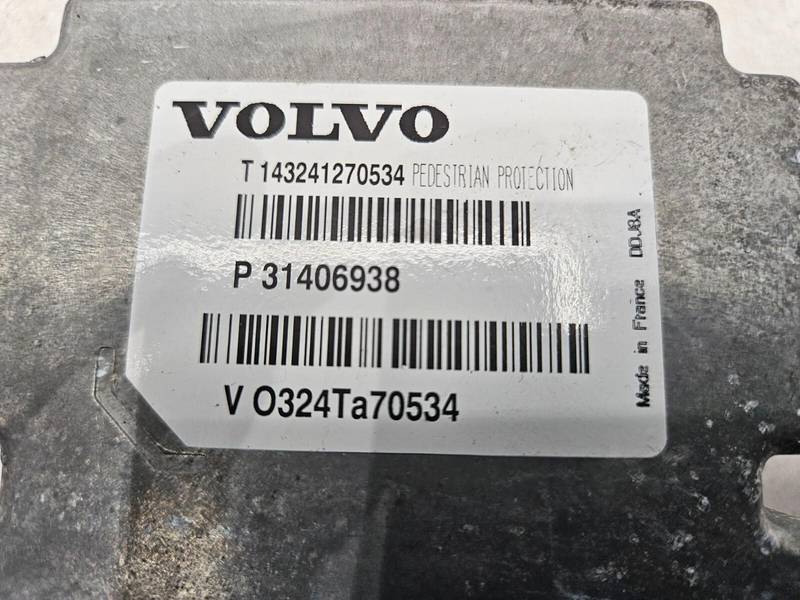 VOLVO
T 143241270534 PEDESTRIAN PROTECTION
P 31406938
V O324Ta70534
Made in France DDJ8A